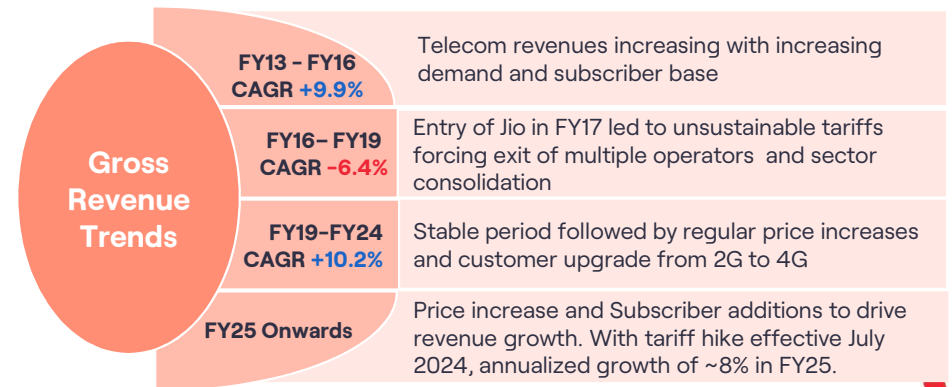 Gross
Revenue
Trends
FY13 - FY16
CAGR +9.9%
Telecom revenues increasing with increasing
demand and subscriber base
FY16– FY19
CAGR -6.4%
Entry of Jio in FY17 led to unsustainable tariffs
forcing exit of multiple operators  and sector
consolidation
FY19-FY24
CAGR +10.2%
Stable period followed by regular price increases
and customer upgrade from 2G to 4G
FY25 Onwards
Price increase and Subscriber additions to drive
revenue growth. With tariff hike effective July
2024, annualized growth of ~8% in FY25.